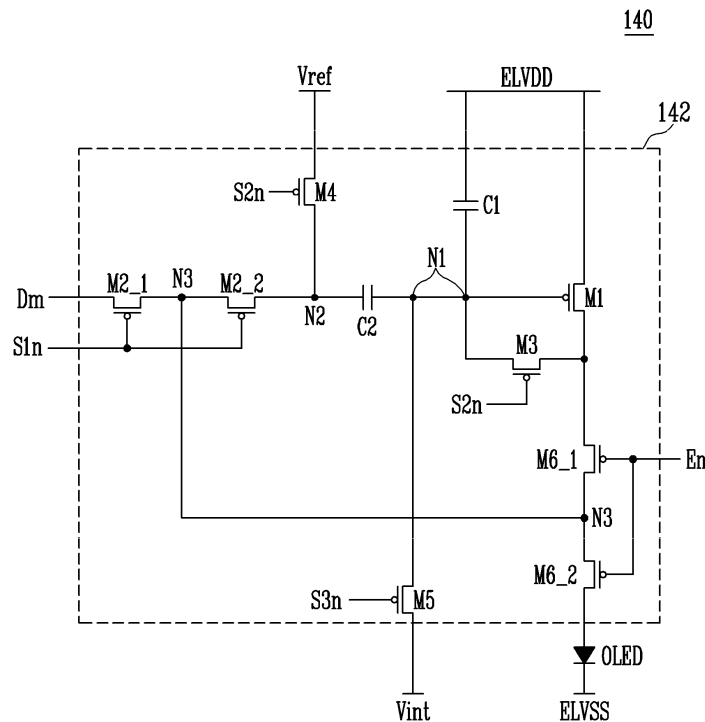 140
Vref
ELVDD
142
S2n
M4
C1
N1
M2_1
N3
M2_2
M1
Dm
N2
C2
S1n
M3
S2n
M6_1
En
N3
M6_2
S3n
M5
OLED
Vint
ELVSS